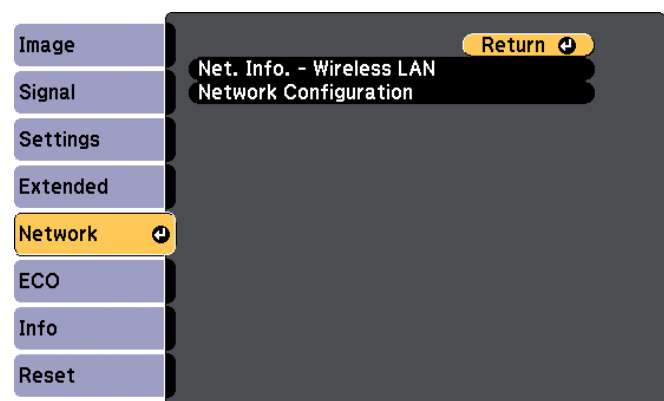 Image
Signal
Settings
Extended
Network
ECO
Info
Reset
Return
Net. Info. - Wireless LAN
Network Configuration